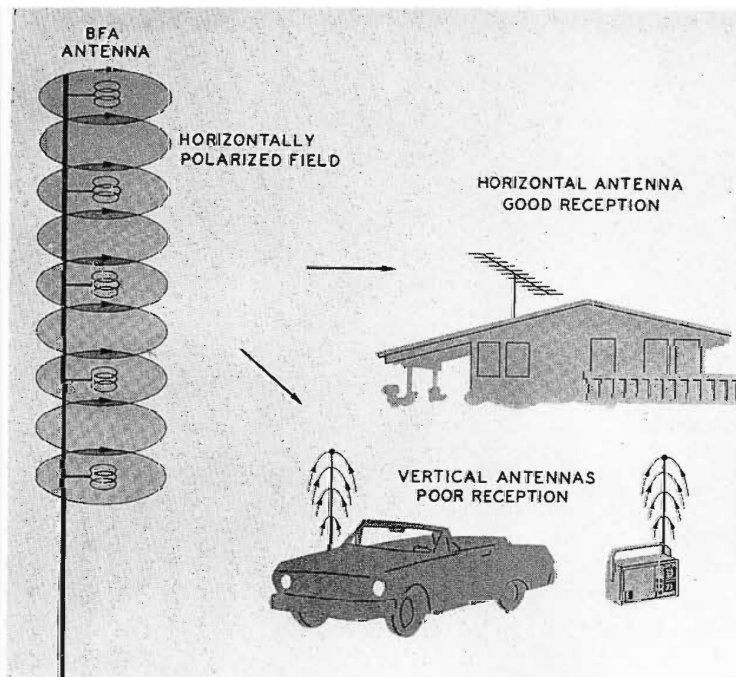 BFA
ANTENNA
HORIZONTALLY
POLARIZED FIELD
HORIZONTAL ANTENNA
GOOD RECEPTION
VERTICAL ANTENNAS
POOR RECEPTION